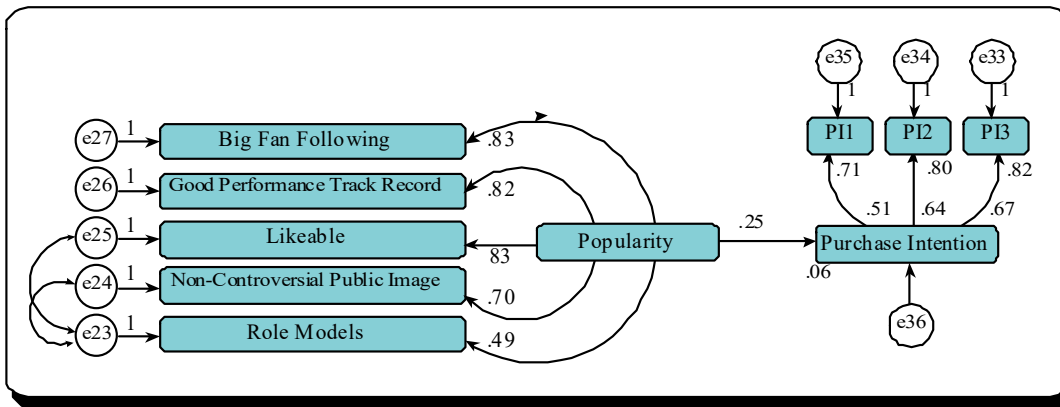 e35
e34
e33
1
1
1
PI1
PI2
PI3
.71
.80
.82
.51
.64
.67
e27
1
Big Fan Following
.83
e26
1
Good Performance Track Record
.82
e25
1
Likeable
83
Popularity
.25
Purchase Intention
.06
e24
1
Non-Controversial Public Image
.70
e23
1
Role Models
.49
e36